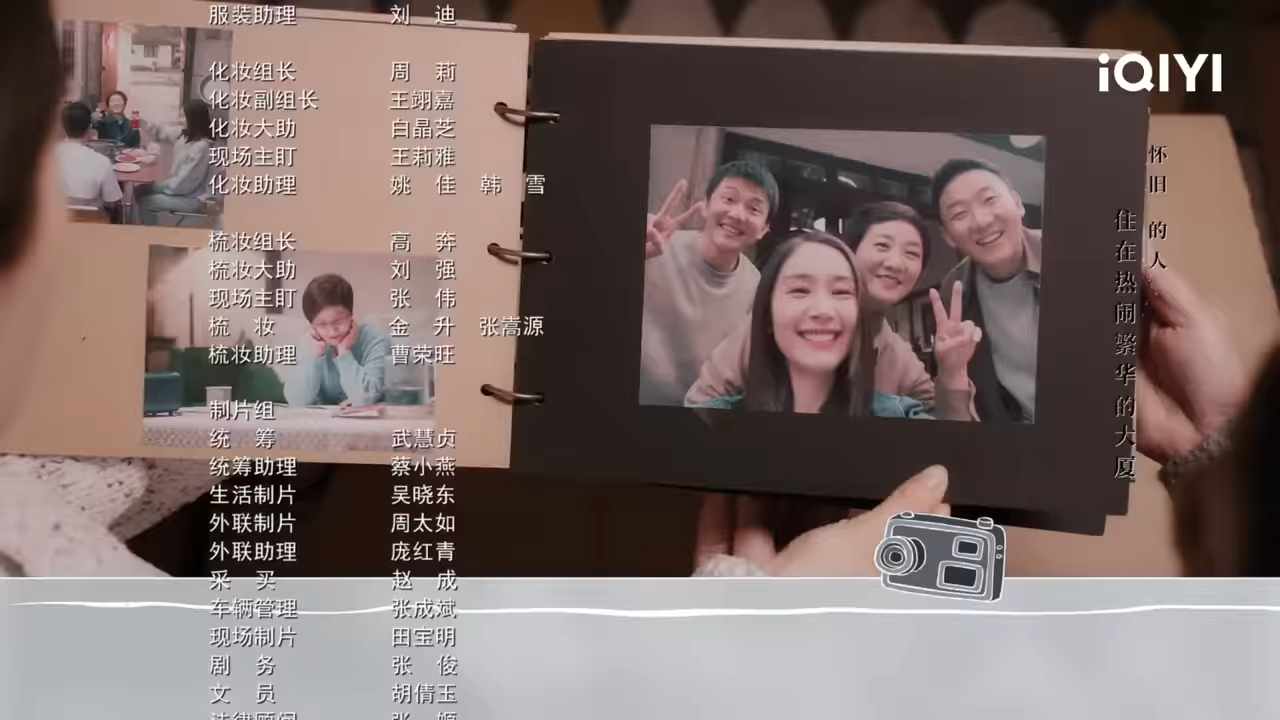 服装助理 刘 迪
化妆组长 周 莉
化妆副组长 王翊嘉
化妆大助 白晶芝
现场主盯 王莉雅
化妆助理 姚 佳 韩 雪
梳妆组长 高 奔
梳妆大助 刘 强
现场主盯 张 伟
梳 妆 金 升 张嵩源
梳妆助理 曹荣旺
制片组
统 筹 武慧贞
统筹助理 蔡小燕
生活制片 吴晓东
外联制片 周太如
外联助理 庞红青
采 买 赵 成
车辆管理 张成斌
现场制片 田宝明
剧 务 张 俊
文 员 胡倩玉
iQIYI
怀旧 的人
住在热闹繁华的大厦